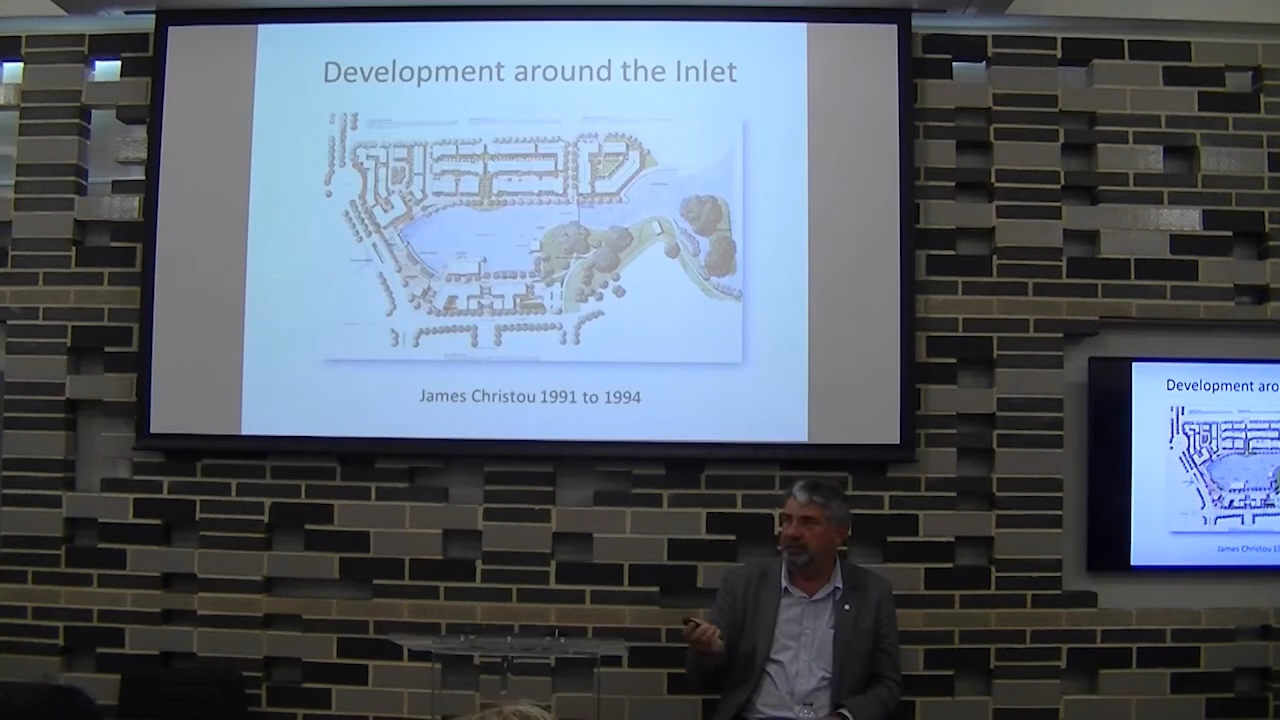 Development around the Inlet
James Christou 1991 to 1994
Development aro
James Christou 19